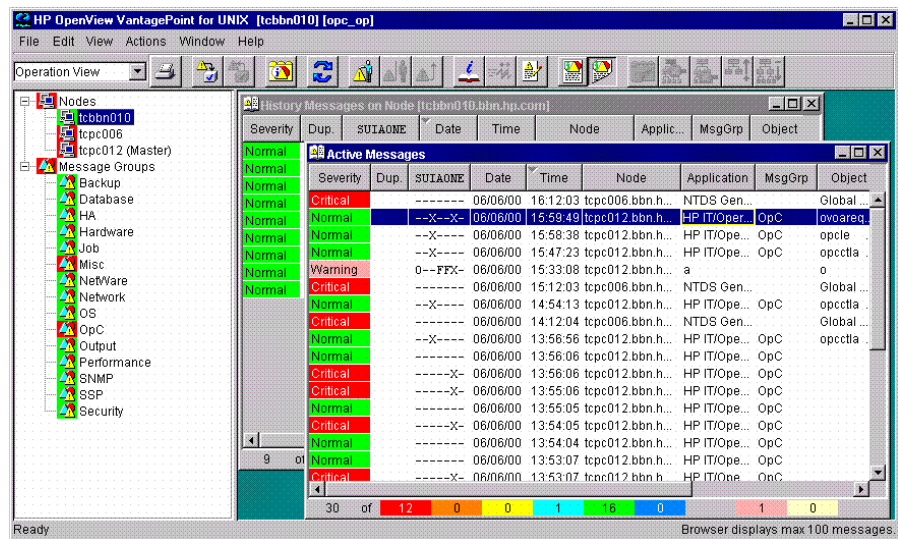 HP OpenView VantagePoint for UNIX [tcbbn010] [opc_op]
File Edit View Actions Window Help
Operation View
Nodes
tcbbn010
tcpc006
tcpc012 (Master)
Message Groups
Backup
Database
HA
Hardware
Job
Misc
NetWare
Network
OS
OpC
Output
Performance
SNMP
SSP
Security
History Messages on Node [tcbbn010.bbn.hp.com]
Severity Dup. SUIAONE Date Time Node Applic... MsgGrp Object
Normal
Normal
Normal
Normal
Normal
Normal
Normal
Normal
Normal
9 of
Active Messages
Severity Dup. SUIAONE Date Time Node Application MsgGrp Object
Critical ------- 06/06/00 16:12:03 tcpc006.bbn.h... NTDS Gen... Global ...
Normal --X--X- 06/06/00 15:59:49 tcpc012.bbn.h... HP IT/Oper... OpC ovoareq.
Normal --X---- 06/06/00 15:58:38 tcpc012.bbn.h... HP IT/Ope... OpC opcle .
Normal --X---- 06/06/00 15:47:23 tcpc012.bbn.h... HP IT/Ope... OpC opcctla .
Warning O--FFX- 06/06/00 15:33:08 tcpc012.bbn.h... a o
Critical ------- 06/06/00 15:12:03 tcpc006.bbn.h... NTDS Gen... Global ...
Normal --X---- 06/06/00 14:54:13 tcpc012.bbn.h... HP IT/Ope... OpC opcctla .
Critical ------- 06/06/00 14:12:04 tcpc006.bbn.h... NTDS Gen... Global ...
Normal --X---- 06/06/00 13:56:56 tcpc012.bbn.h... HP IT/Ope... OpC opcctla .
Normal ------- 06/06/00 13:56:06 tcpc012.bbn.h... HP IT/Ope... OpC
Critical -----X- 06/06/00 13:56:06 tcpc012.bbn.h... HP IT/Ope... OpC
Critical -----X- 06/06/00 13:55:06 tcpc012.bbn.h... HP IT/Ope... OpC
Normal ------- 06/06/00 13:55:05 tcpc012.bbn.h... HP IT/Ope... OpC
Critical -----X- 06/06/00 13:54:05 tcpc012.bbn.h... HP IT/Ope... OpC
Normal ------- 06/06/00 13:54:04 tcpc012.bbn.h... HP IT/Ope... OpC
Normal ------- 06/06/00 13:53:07 tcpc012.bbn.h... HP IT/Ope... OpC
Critical -----X- 06/06/00 13:53:07 tcpc012.bbn.h... HP IT/Ope... OpC
30 of 12 0 0 1 16 0 1 0
Ready Browser displays max 100 messages.